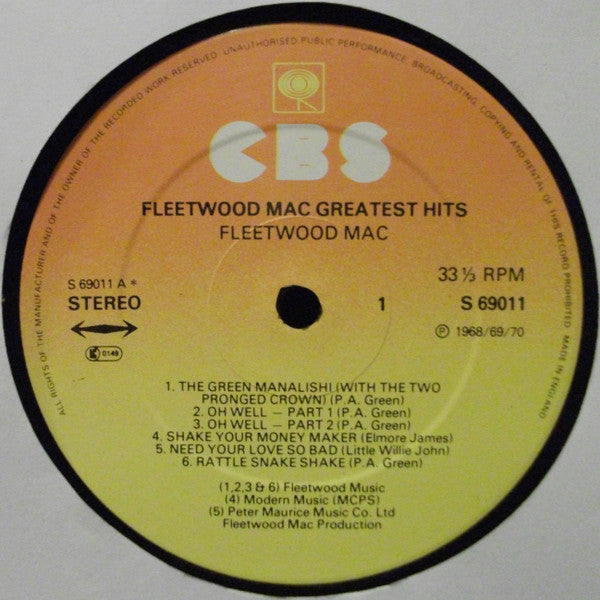 ALL RIGHTS OF THE MANUFACTURER AND OF THE OWNER OF THE RECORDED WORK RESERVED. UNAUTHORISED PUBLIC PERFORMANCE, BROADCASTING, COPYING AND RENTAL OF THIS RECORD PROHIBITED. MADE IN ENGLAND
CBS
FLEETWOOD MAC GREATEST HITS
FLEETWOOD MAC
S 69011 A *
33 ⅓ RPM
STEREO
1
S 69011
0149
℗ 1968/69/70
1. THE GREEN MANALISHI (WITH THE TWO
PRONGED CROWN) (P.A. Green)
2. OH WELL — PART 1 (P.A. Green)
3. OH WELL — PART 2 (P.A. Green)
4. SHAKE YOUR MONEY MAKER (Elmore James)
5. NEED YOUR LOVE SO BAD (Little Willie John)
6. RATTLE SNAKE SHAKE (P.A. Green)
(1,2,3 & 6) Fleetwood Music
(4) Modern Music (MCPS)
(5) Peter Maurice Music Co. Ltd
Fleetwood Mac Production